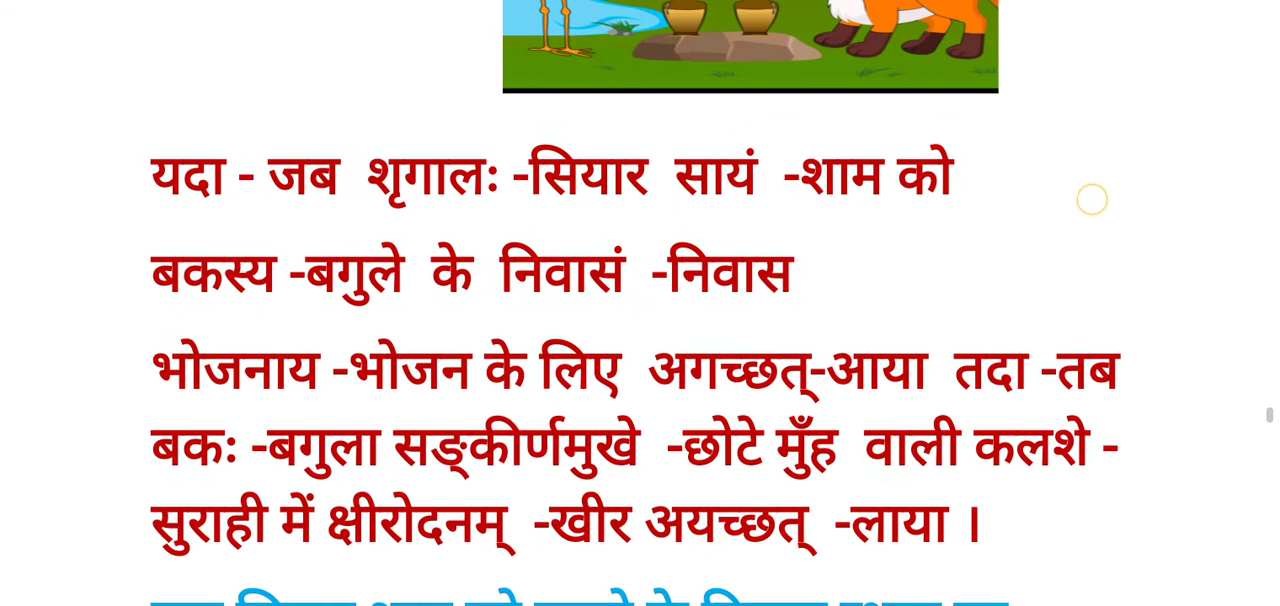 यदा - जब शृगालः -सियार सायं -शाम को
बकस्य -बगुले के निवासं -निवास
भोजनाय -भोजन के लिए अगच्छत्-आया तदा -तब
बकः -बगुला सङ्कीर्णमुखे -छोटे मुँह वाली कलशे -
सुराही में क्षीरोदनम् -खीर अयच्छत् -लाया ।